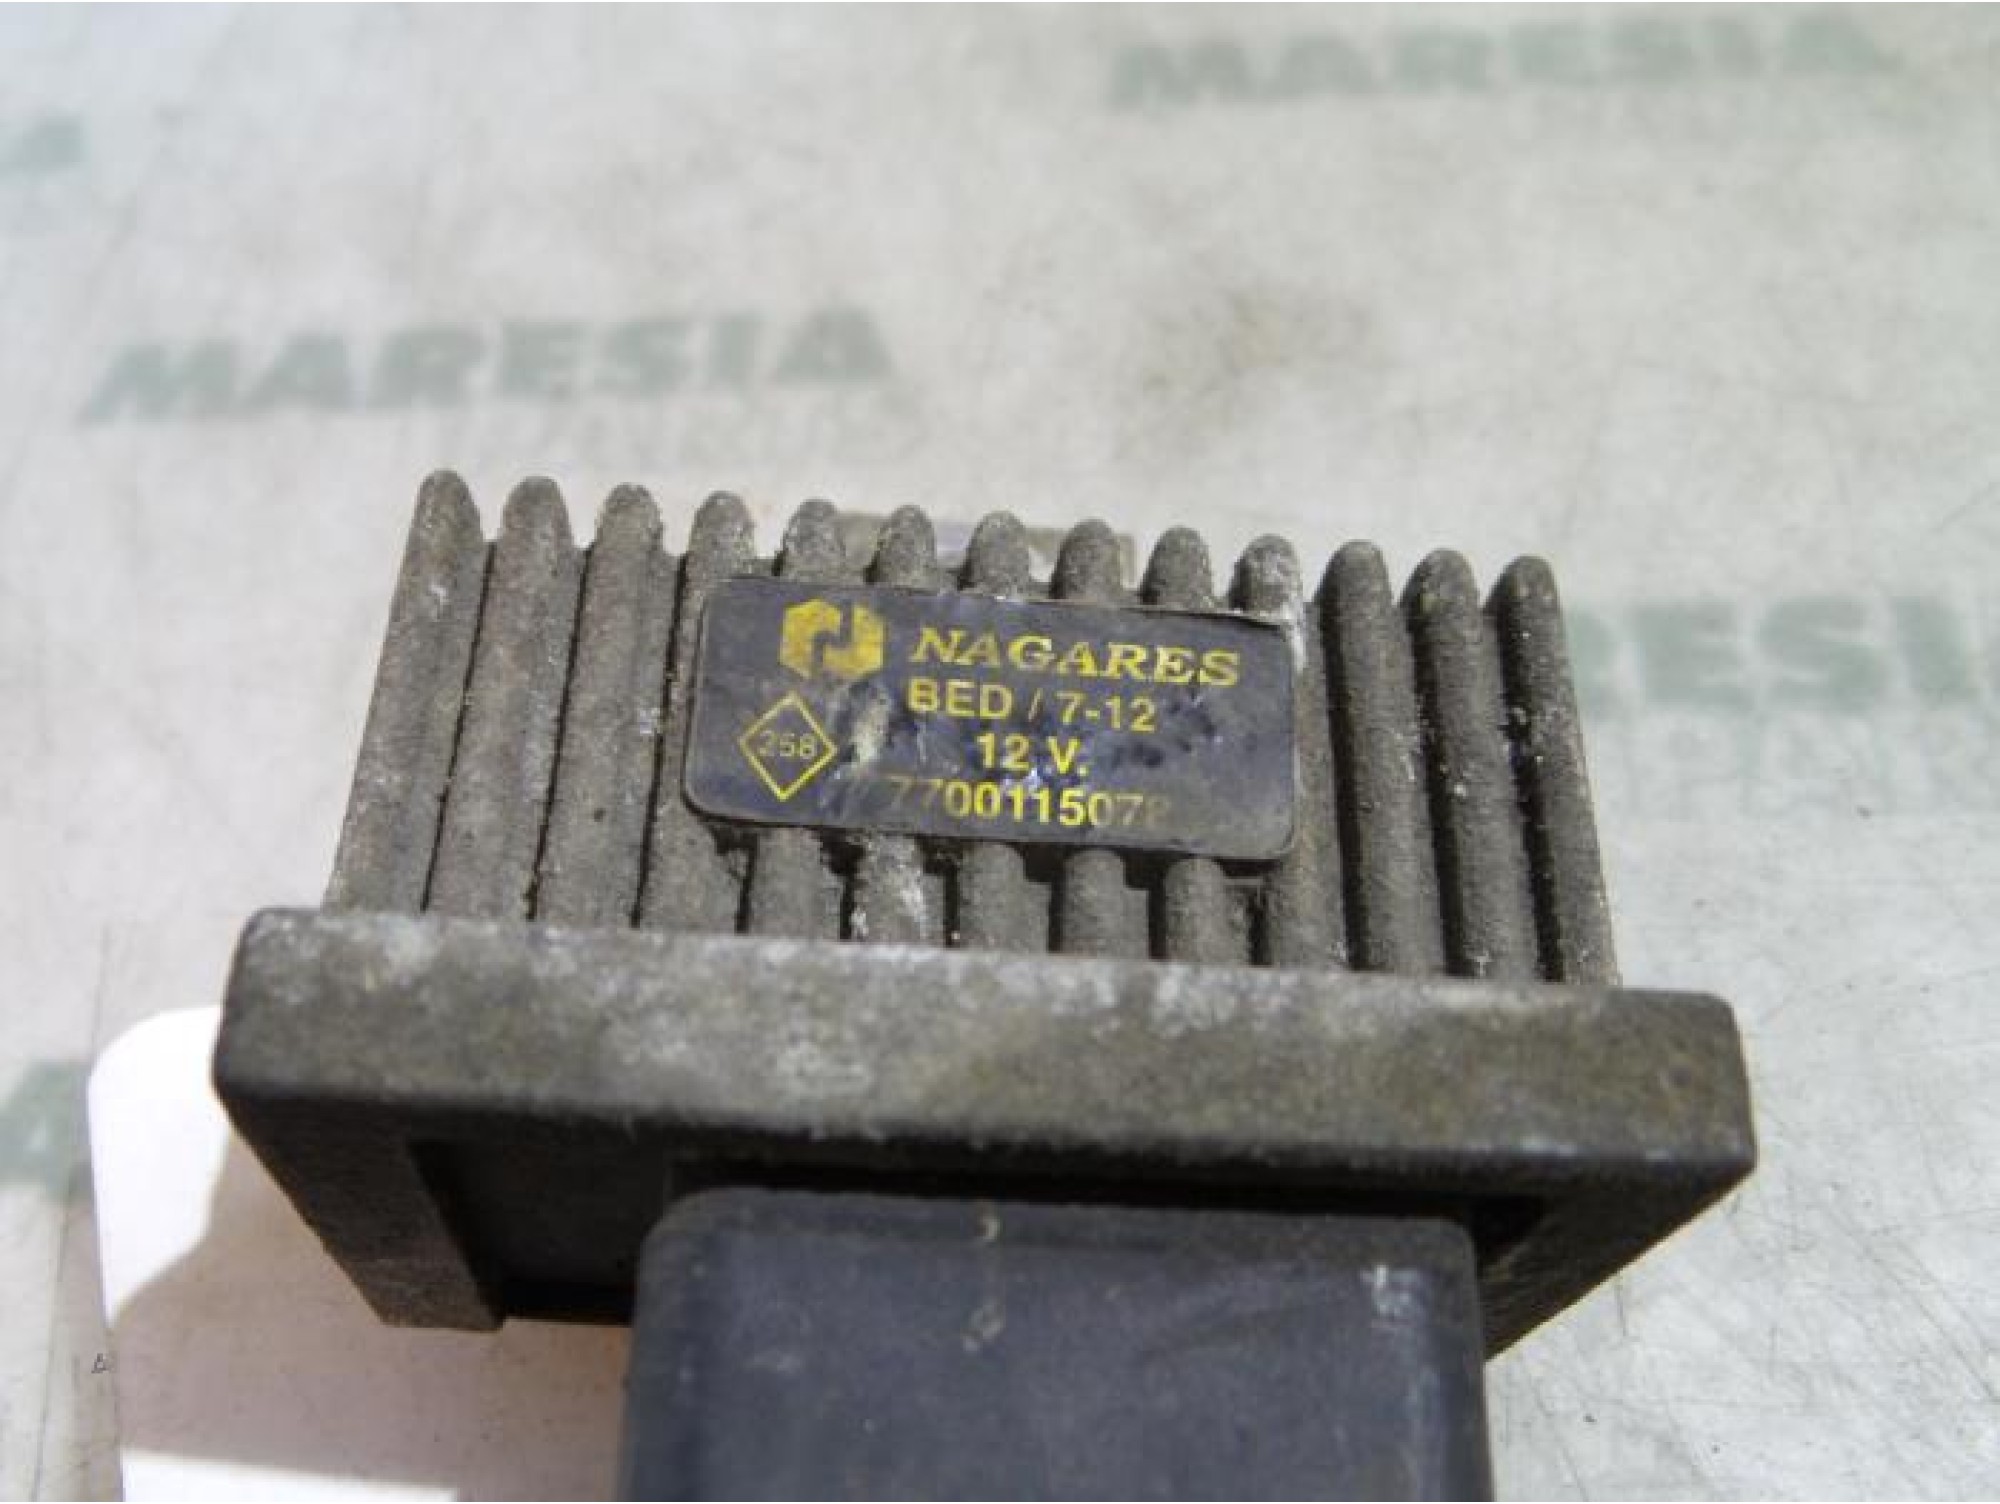 MARESIA
MARESIA
NAGARES
BED / 7-12
258
12 V.
7700115078